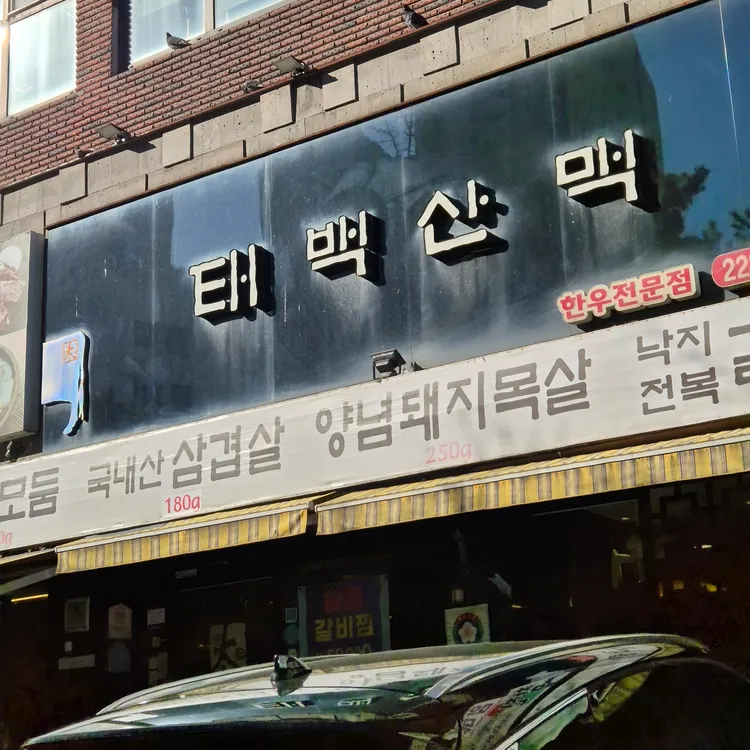 태백산맥
한우전문점 22
모둠 국내산 삼겹살 양념돼지목살 낙지
전복
180g 250g
갈비찜